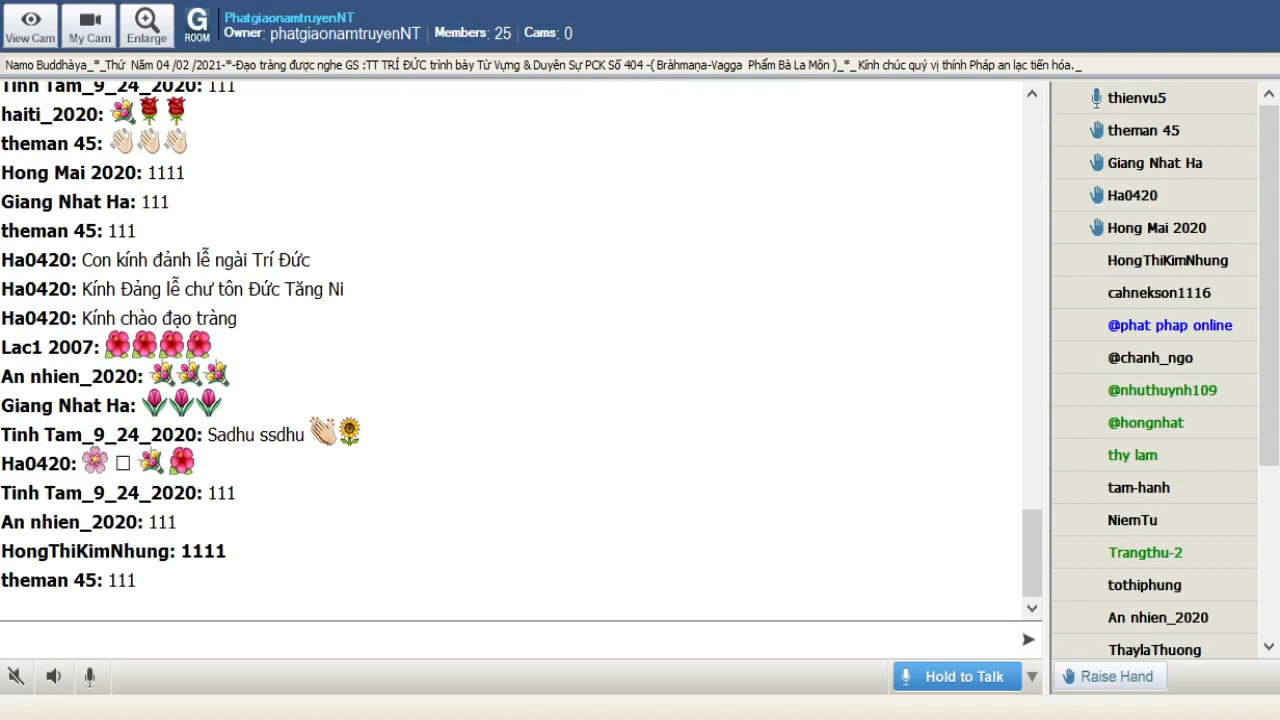 View Cam
My Cam
Enlarge
G
ROOM
PhatgiaonamtruyenNT
Owner: phatgiaonamtruyenNT | Members: 25 | Cams: 0
Namo Buddhàya_*_Thứ Năm 04 /02 /2021-*-Đạo tràng được nghe GS :TT TRÍ ĐỨC trình bày Từ Vựng & Duyên Sự PCK Số 404 -( Bràhmaṇa-Vagga Phẩm Bà La Môn )_*_Kính chúc quý vị thính Pháp an lạc tiến hóa._
Tinh Tam_9_24_2020: 111
haiti_2020:
theman 45:
Hong Mai 2020: 1111
Giang Nhat Ha: 111
theman 45: 111
Ha0420: Con kính đảnh lễ ngài Trí Đức
Ha0420: Kính Đảng lễ chư tôn Đức Tăng Ni
Ha0420: Kính chào đạo tràng
Lac1 2007:
An nhien_2020:
Giang Nhat Ha:
Tinh Tam_9_24_2020: Sadhu ssdhu
Ha0420:
Tinh Tam_9_24_2020: 111
An nhien_2020: 111
HongThiKimNhung: 1111
theman 45: 111
Hold to Talk
thienvu5
theman 45
Giang Nhat Ha
Ha0420
Hong Mai 2020
HongThiKimNhung
cahnekson1116
@phat phap online
@chanh_ngo
@nhuthuynh109
@hongnhat
thy lam
tam-hanh
NiemTu
Trangthu-2
tothiphung
An nhien_2020
ThaylaThuong
Raise Hand